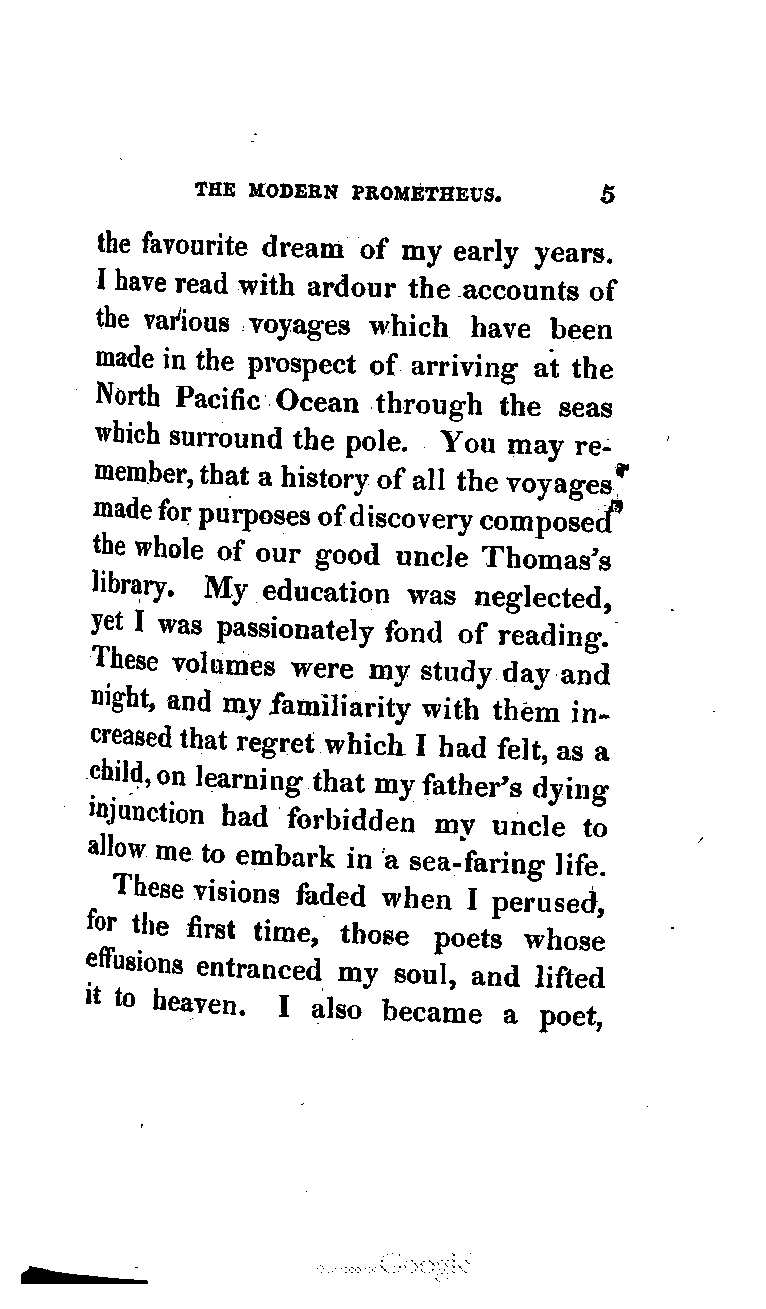 THE MODERN PROMETHEUS. 5
the favourite dream of my early years.
I have read with ardour the accounts of
the various voyages which have been
made in the prospect of arriving at the
North Pacific Ocean through the seas
which surround the pole. You may re-
member, that a history of all the voyages
made for purposes of discovery composed
the whole of our good uncle Thomas's
library. My education was neglected,
yet I was passionately fond of reading.
These volumes were my study day and
night, and my familiarity with them in-
creased that regret which I had felt, as a
child, on learning that my father's dying
injunction had forbidden my uncle to
allow me to embark in a sea-faring life.
These visions faded when I perused,
for the first time, those poets whose
effusions entranced my soul, and lifted
it to heaven. I also became a poet,
Google